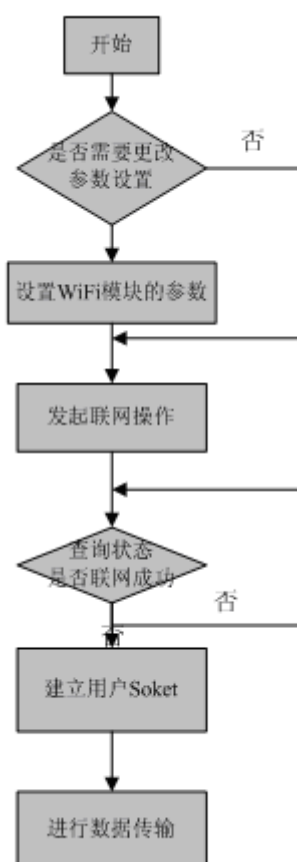 开始
是否需要更改
参数设置
否
设置WiFi模块的参数
发起联网操作
查询状态
是否联网成功
否
建立用户Soket
进行数据传输